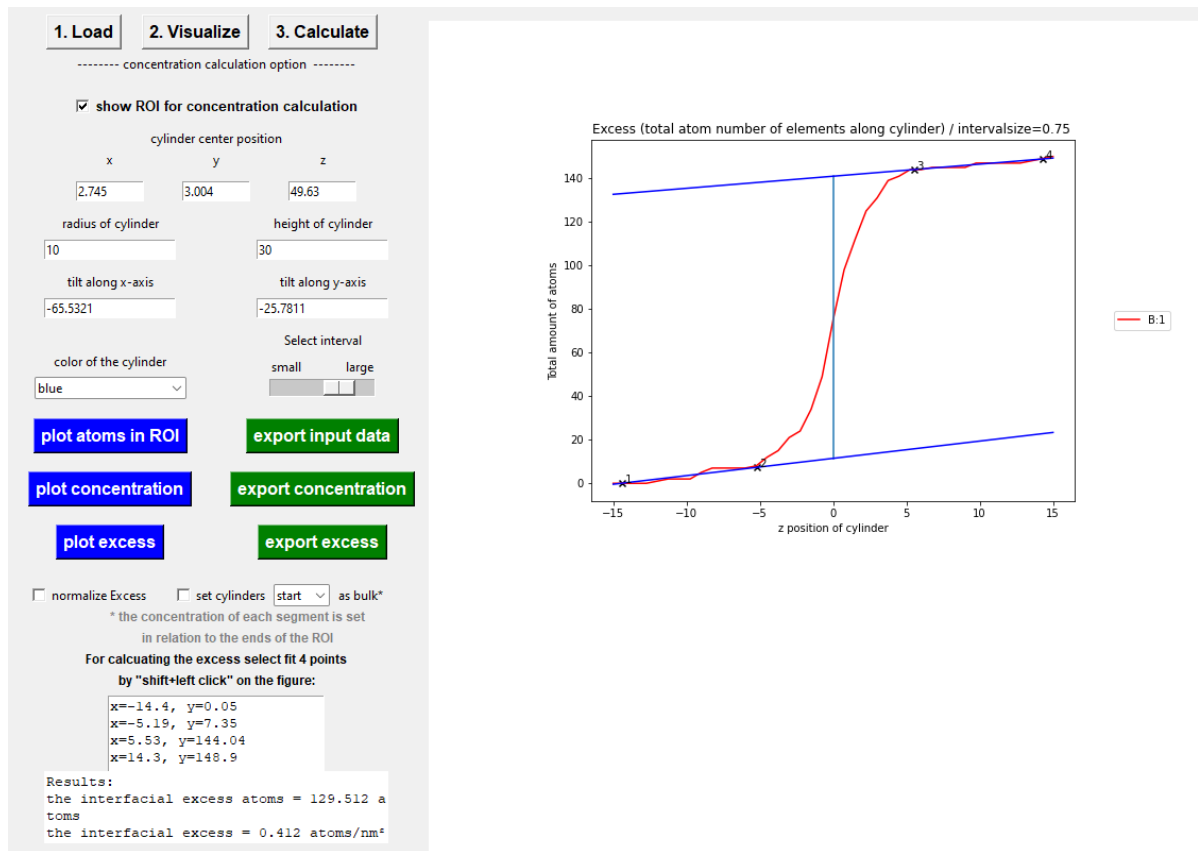 1. Load 2. Visualize 3. Calculate
-------- concentration calculation option --------
show ROI for concentration calculation
cylinder center position
x y z
2.745 3.004 49.63
radius of cylinder height of cylinder
10 30
tilt along x-axis tilt along y-axis
-65.5321 -25.7811
Select interval
color of the cylinder small large
blue
plot atoms in ROI export input data
plot concentration export concentration
plot excess export excess
normalize Excess set cylinders start as bulk*
* the concentration of each segment is set
in relation to the ends of the ROI
For calcuating the excess select fit 4 points
by "shift+left click" on the figure:
x=-14.4, y=0.05
x=-5.19, y=7.35
x=5.53, y=144.04
x=14.3, y=148.9
Results:
the interfacial excess atoms = 129.512 a
toms
the interfacial excess = 0.412 atoms/nm²
Excess (total atom number of elements along cylinder) / intervalsize=0.75
Total amount of atoms
140
120
100
80
60
40
20
0
1
2
3
4
−15 −10 −5 0 5 10 15
z position of cylinder
B:1